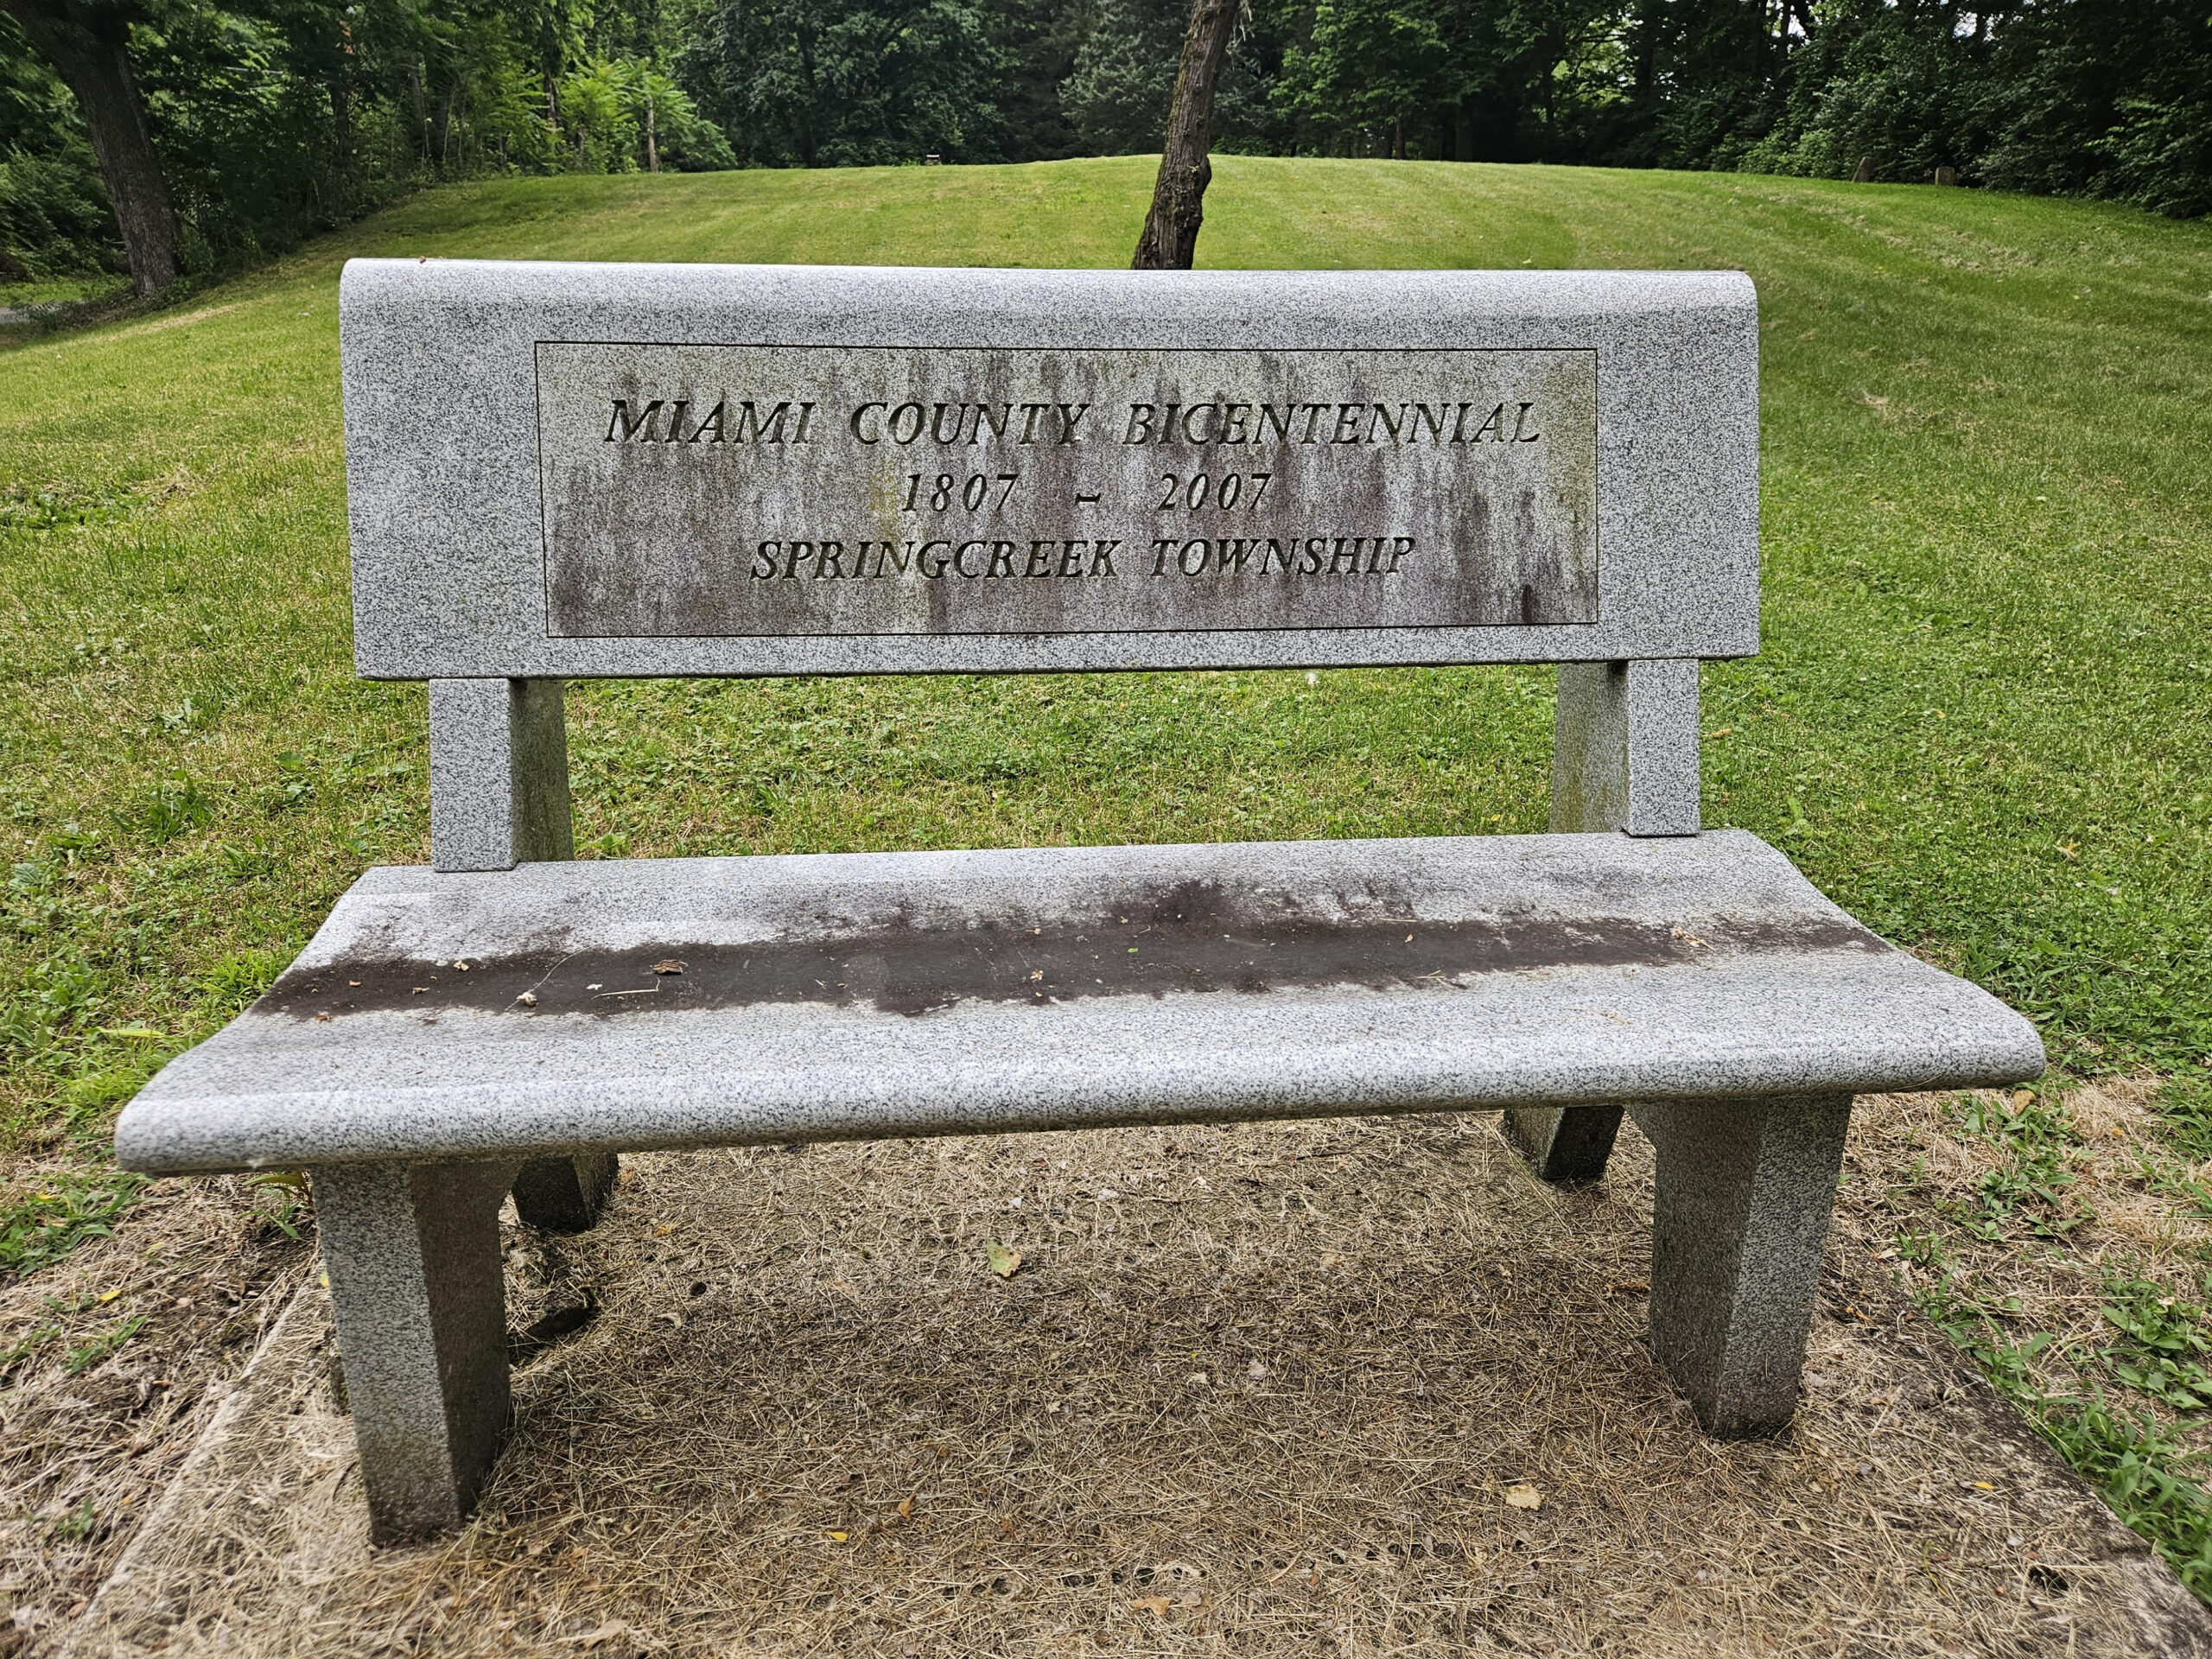 MIAMI COUNTY BICENTENNIAL
1807 - 2007
SPRINGCREEK TOWNSHIP